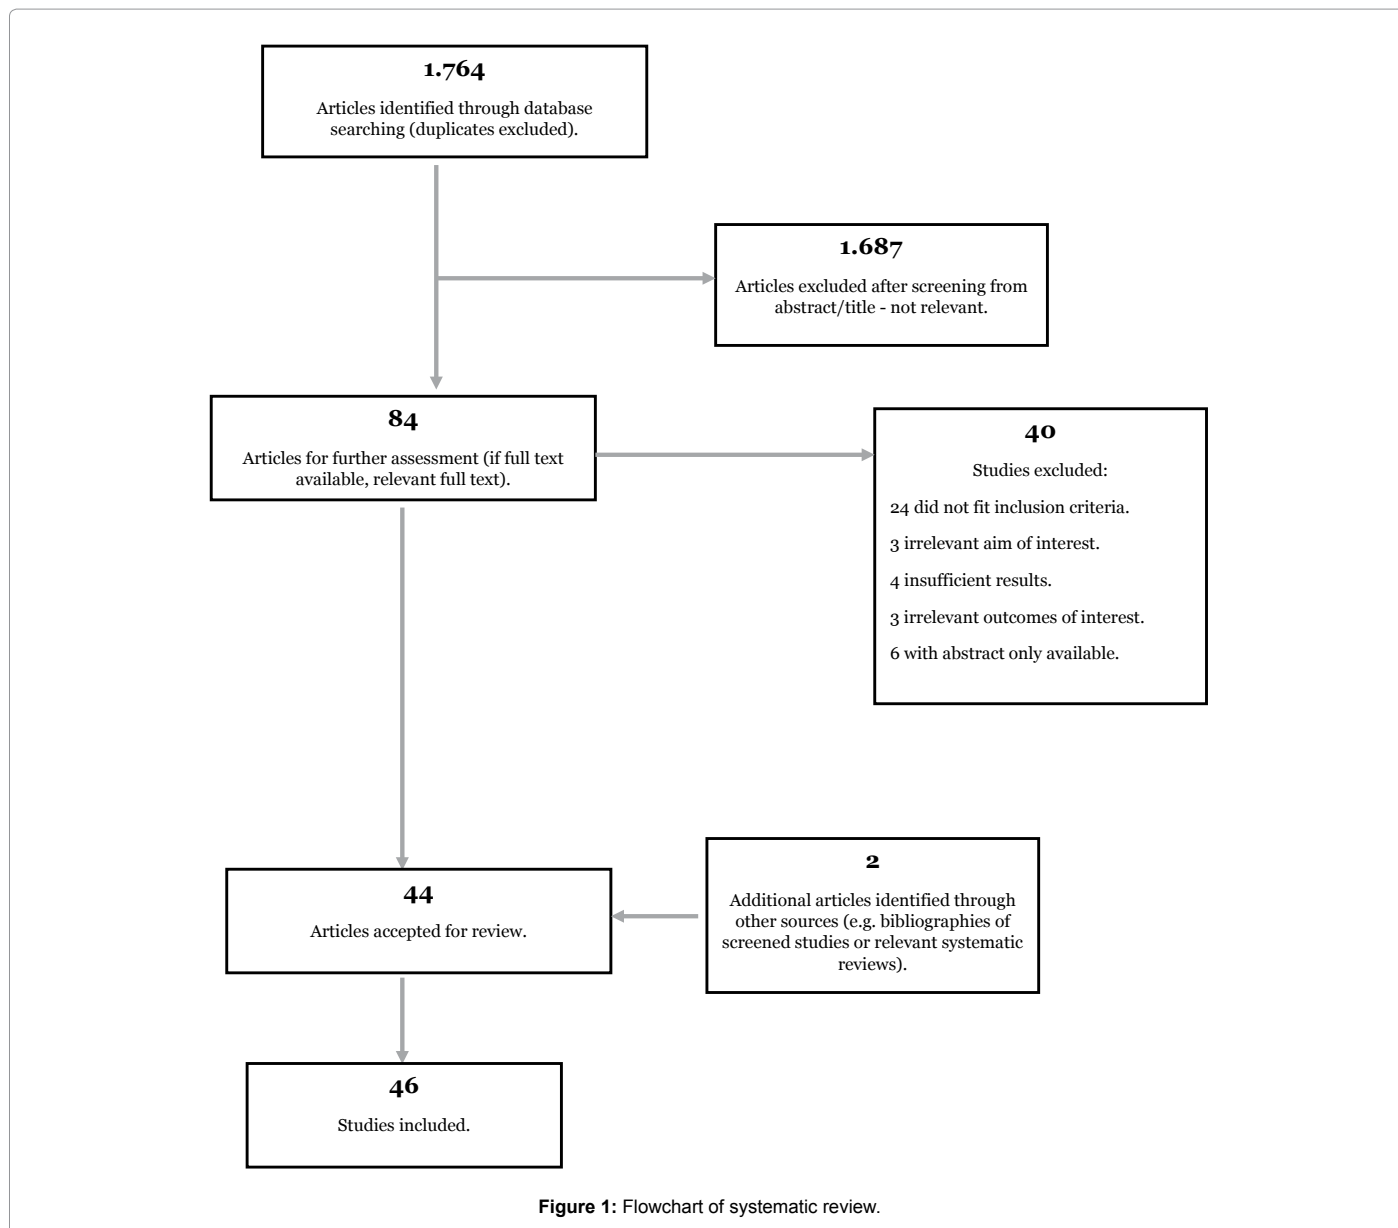 1.764
Articles identified through database
searching (duplicates excluded).
1.687
Articles excluded after screening from
abstract/title - not relevant.
84
Articles for further assessment (if full text
available, relevant full text).
40
Studies excluded:
24 did not fit inclusion criteria.
3 irrelevant aim of interest.
4 insufficient results.
3 irrelevant outcomes of interest.
6 with abstract only available.
2
Additional articles identified through
other sources (e.g. bibliographies of
screened studies or relevant systematic
reviews).
44
Articles accepted for review.
46
Studies included.
Figure 1: Flowchart of systematic review.